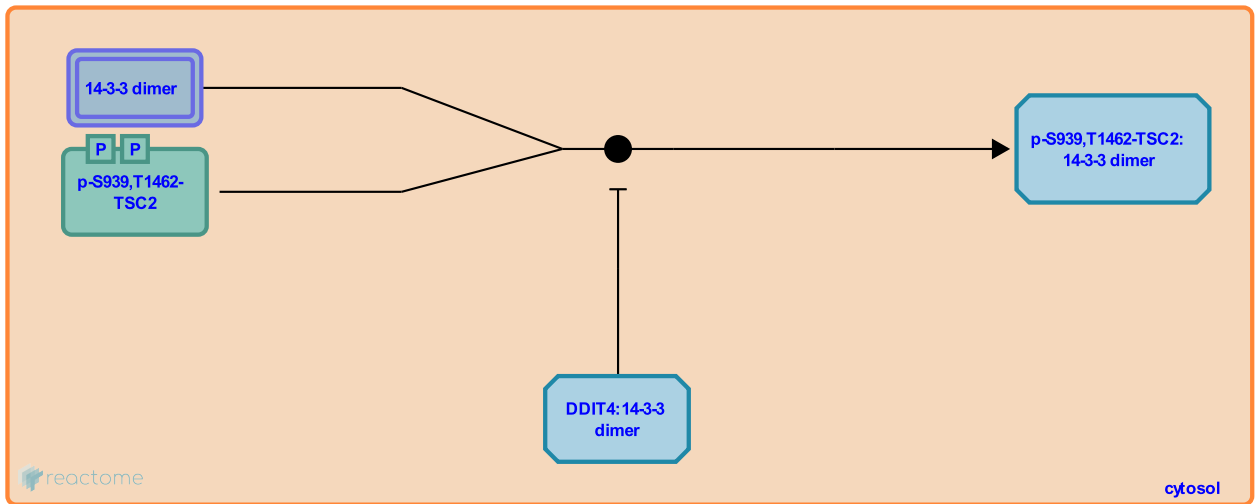 14-3-3 dimer
P P
p-S939,T1462-
TSC2
p-S939,T1462-TSC2:
14-3-3 dimer
DDIT4:14-3-3
dimer
reactome
cytosol